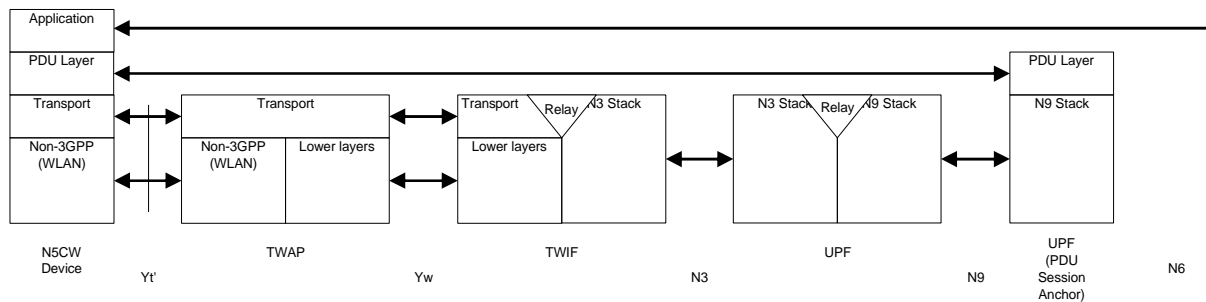 Application
PDU Layer
PDU Layer
Transport
Transport
Transport
Relay
N3 Stack
N3 Stack
Relay
N9 Stack
N9 Stack
Non-3GPP
(WLAN)
Non-3GPP
(WLAN)
Lower layers
Lower layers
N5CW
Device
Yt'
TWAP
Yw
TWIF
N3
UPF
N9
UPF
(PDU
Session
Anchor)
N6